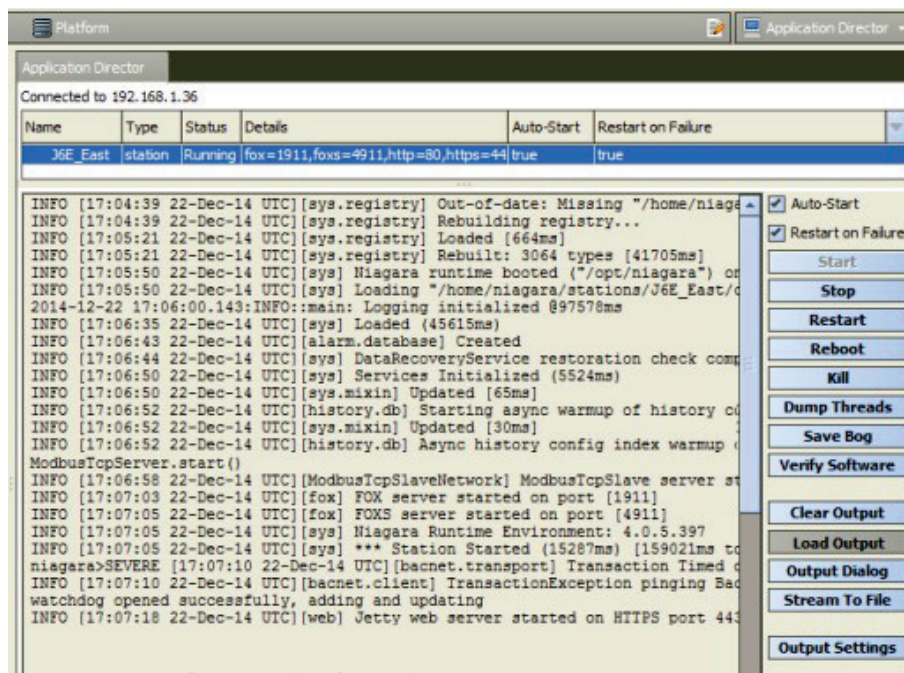 Platform
Application Director
Application Director
Connected to 192.168.1.36
Name Type Status Details Auto-Start Restart on Failure
J6E_East station Running fox=1911,foxs=4911,http=80,https=44 true true
INFO [17:04:39 22-Dec-14 UTC][sys.registry] Out-of-date: Missing "/home/niaga
INFO [17:04:39 22-Dec-14 UTC][sys.registry] Rebuilding registry...
INFO [17:05:21 22-Dec-14 UTC][sys.registry] Loaded [664ms]
INFO [17:05:21 22-Dec-14 UTC][sys.registry] Rebuilt: 3064 types [41705ms]
INFO [17:05:50 22-Dec-14 UTC][sys] Niagara runtime booted ("/opt/niagara") on
INFO [17:05:50 22-Dec-14 UTC][sys] Loading "/home/niagara/stations/J6E_East/c
2014-12-22 17:06:00.143:INFO::main: Logging initialized @97578ms
INFO [17:06:35 22-Dec-14 UTC][sys] Loaded (45615ms)
INFO [17:06:43 22-Dec-14 UTC][alarm.database] Created
INFO [17:06:44 22-Dec-14 UTC][sys] DataRecoveryService restoration check comp
INFO [17:06:50 22-Dec-14 UTC][sys] Services Initialized (5524ms)
INFO [17:06:50 22-Dec-14 UTC][sys.mixin] Updated [65ms]
INFO [17:06:52 22-Dec-14 UTC][history.db] Starting async warmup of history co
INFO [17:06:52 22-Dec-14 UTC][sys.mixin] Updated [30ms]
INFO [17:06:52 22-Dec-14 UTC][history.db] Async history config index warmup
ModbusTcpServer.start()
INFO [17:06:58 22-Dec-14 UTC][ModbusTcpSlaveNetwork] ModbusTcpSlave server st
INFO [17:07:03 22-Dec-14 UTC][fox] FOX server started on port [1911]
INFO [17:07:05 22-Dec-14 UTC][fox] FOXS server started on port [4911]
INFO [17:07:05 22-Dec-14 UTC][sys] Niagara Runtime Environment: 4.0.5.397
INFO [17:07:05 22-Dec-14 UTC][sys] *** Station Started (15287ms) [159021ms to
niagara>SEVERE [17:07:10 22-Dec-14 UTC][bacnet.transport] Transaction Timed
INFO [17:07:10 22-Dec-14 UTC][bacnet.client] TransactionException pinging Bac
watchdog opened successfully, adding and updating
INFO [17:07:18 22-Dec-14 UTC][web] Jetty web server started on HTTPS port 443
Auto-Start
Restart on Failure
Start
Stop
Restart
Reboot
Kill
Dump Threads
Save Bog
Verify Software
Clear Output
Load Output
Output Dialog
Stream To File
Output Settings